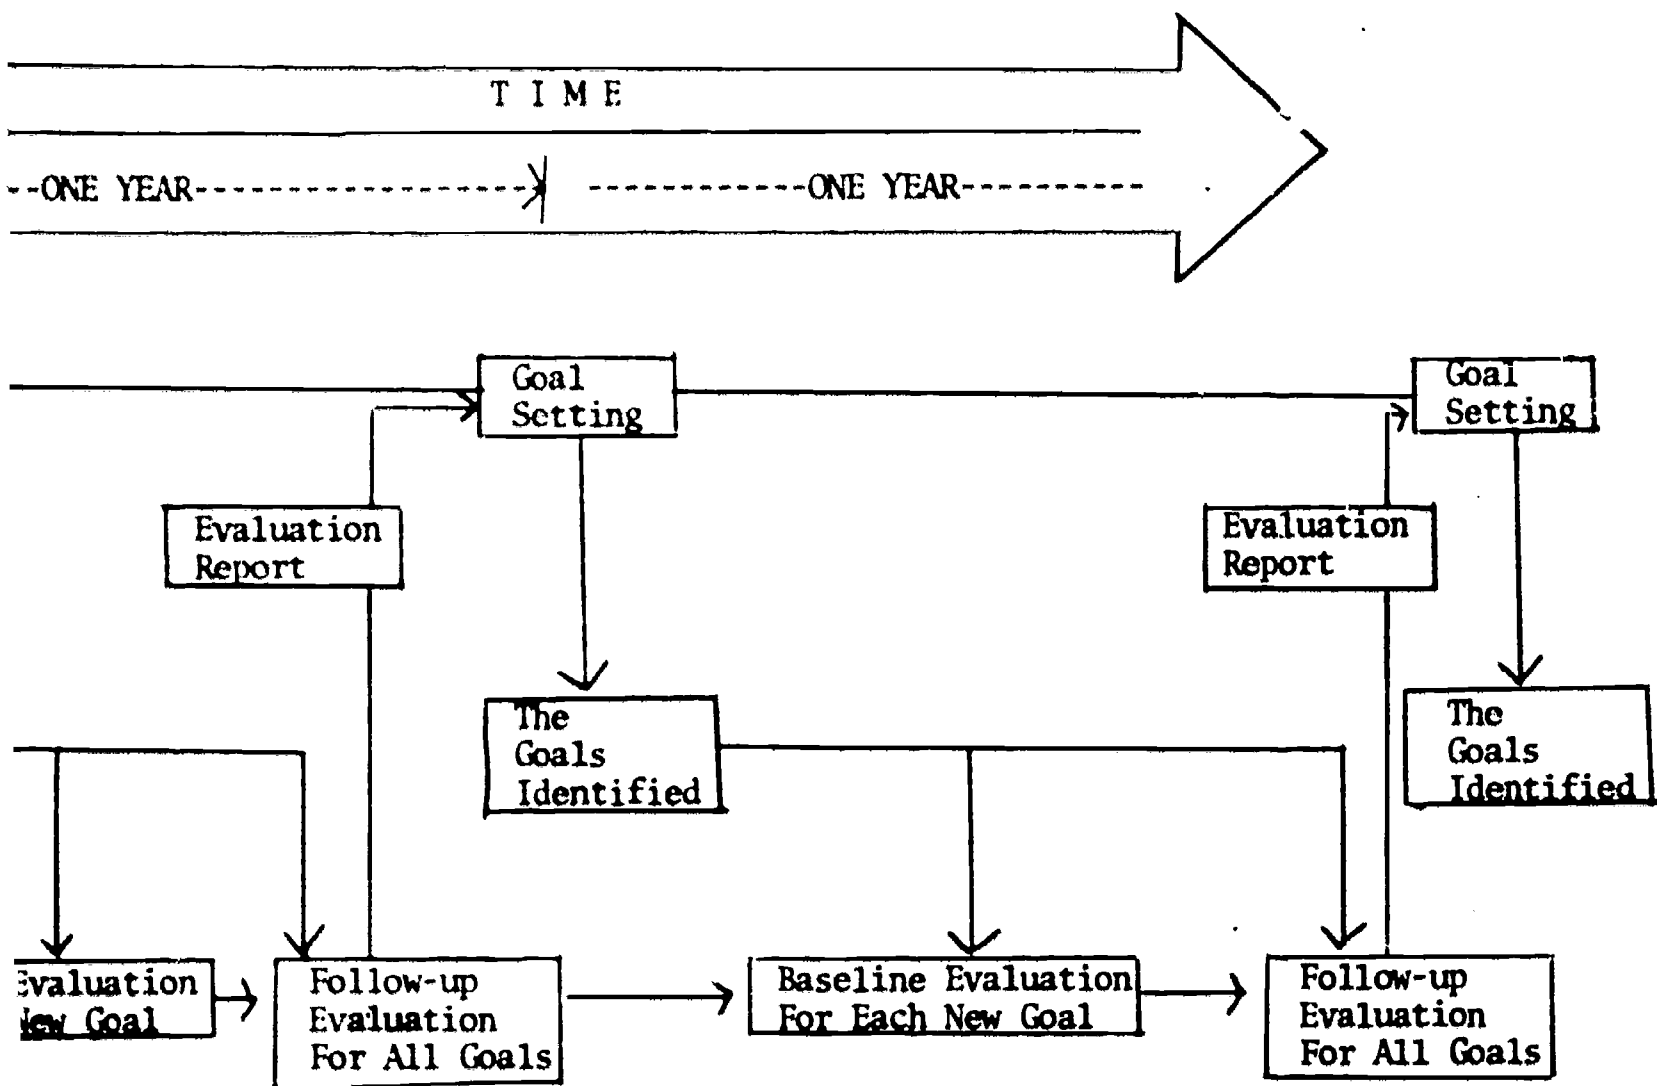 T I M E
--ONE YEAR-----------------------> ----------ONE YEAR---------
Goal
Setting
Goal
Setting
Evaluation
Report
Evaluation
Report
The
Goals
Identified
The
Goals
Identified
Evaluation
New Goal
Follow-up
Evaluation
For All Goals
Baseline Evaluation
For Each New Goal
Follow-up
Evaluation
For All Goals